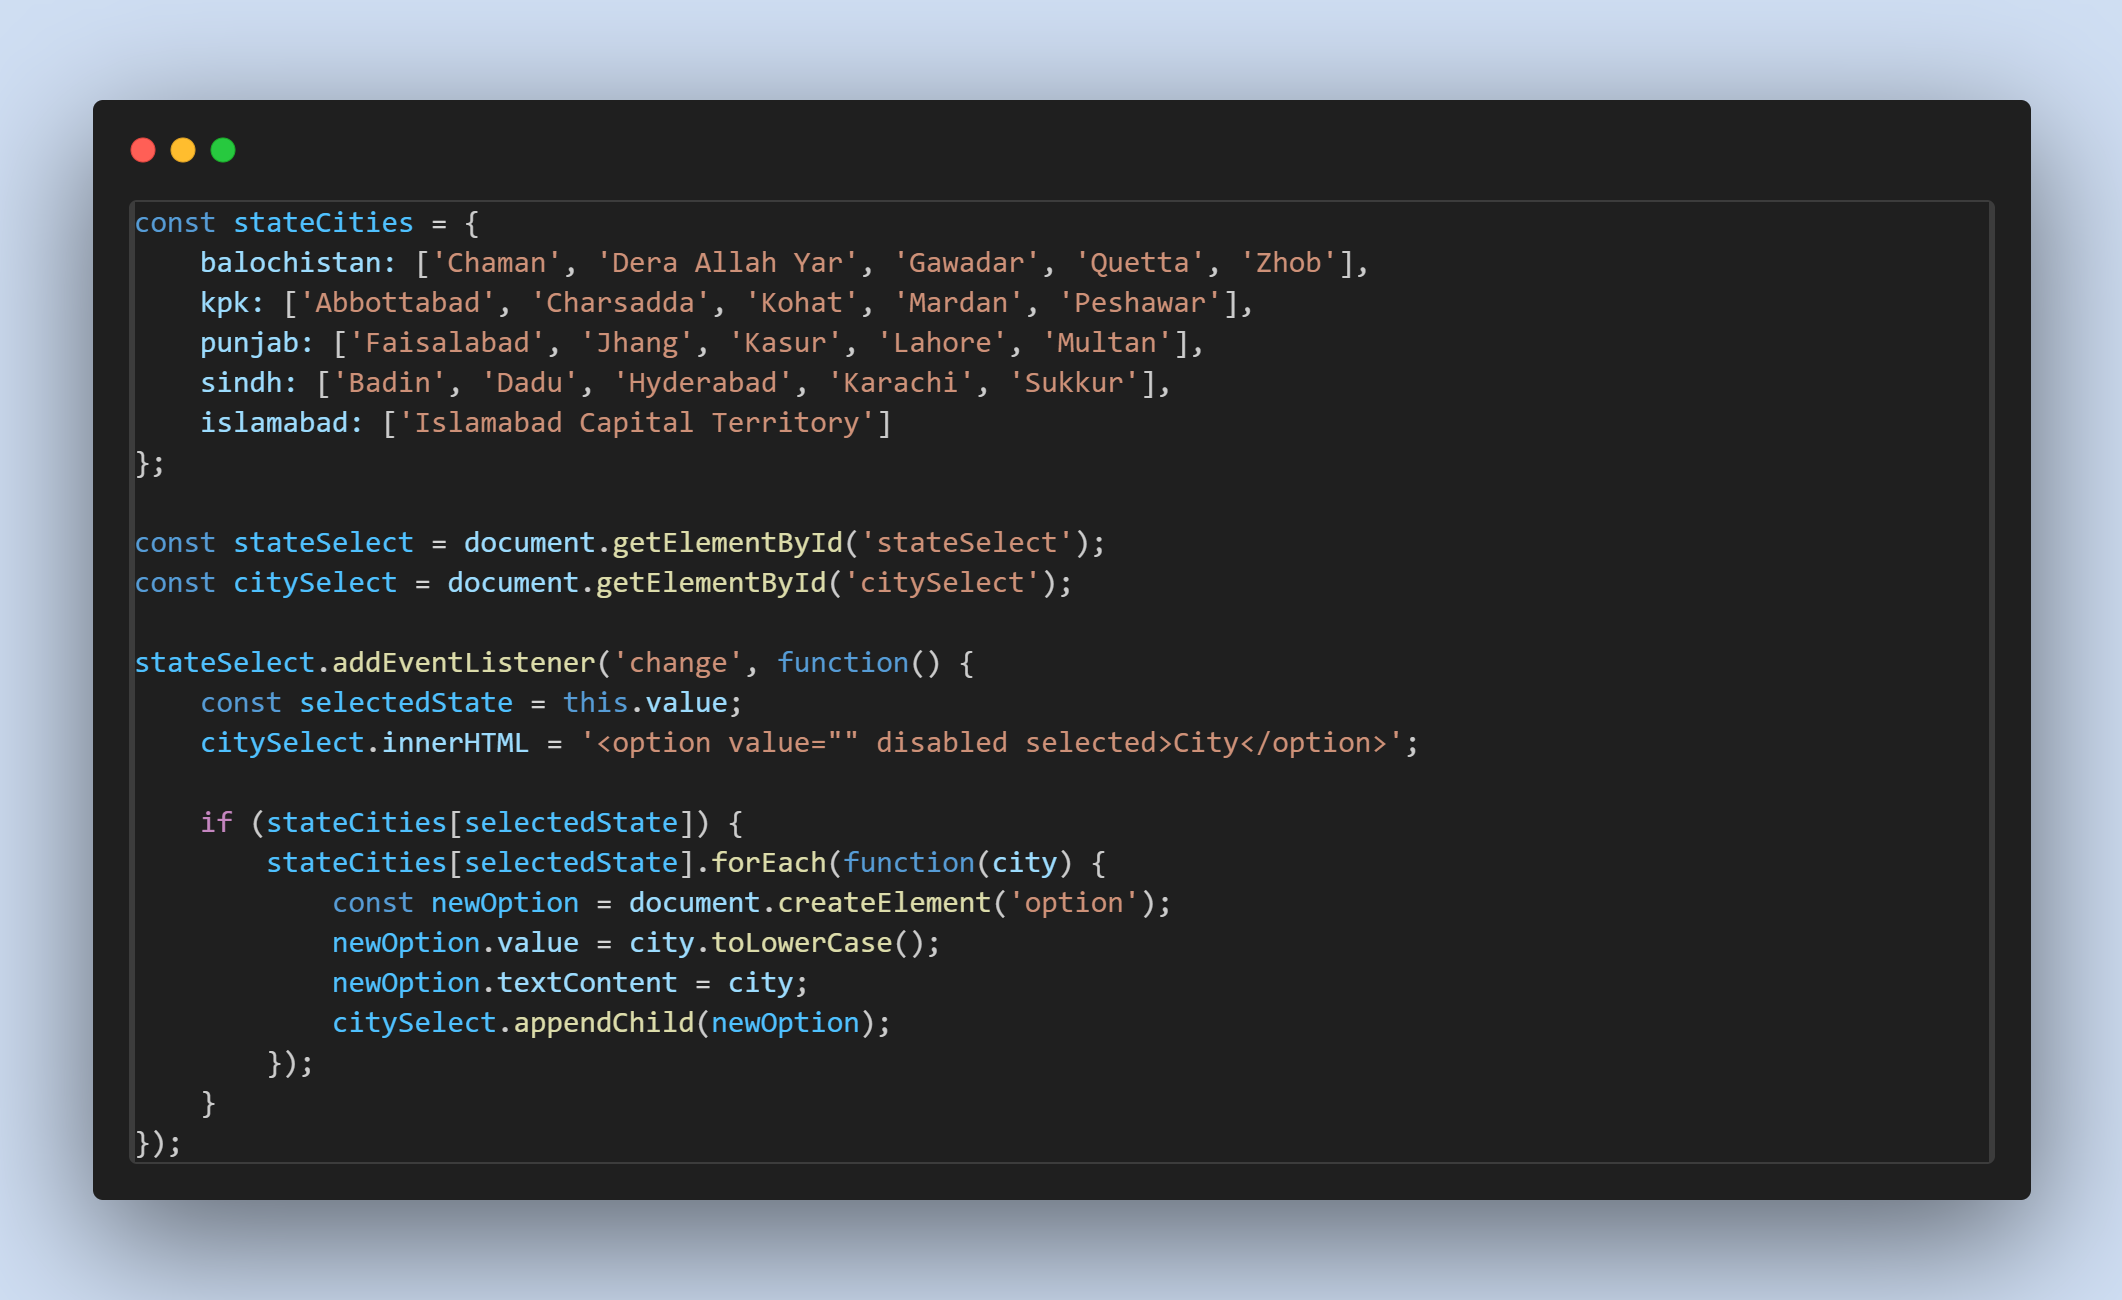 const stateCities = {
    balochistan: ['Chaman', 'Dera Allah Yar', 'Gawadar', 'Quetta', 'Zhob'],
    kpk: ['Abbottabad', 'Charsadda', 'Kohat', 'Mardan', 'Peshawar'],
    punjab: ['Faisalabad', 'Jhang', 'Kasur', 'Lahore', 'Multan'],
    sindh: ['Badin', 'Dadu', 'Hyderabad', 'Karachi', 'Sukkur'],
    islamabad: ['Islamabad Capital Territory']
};

const stateSelect = document.getElementById('stateSelect');
const citySelect = document.getElementById('citySelect');

stateSelect.addEventListener('change', function() {
    const selectedState = this.value;
    citySelect.innerHTML = '<option value="" disabled selected>City</option>';

    if (stateCities[selectedState]) {
        stateCities[selectedState].forEach(function(city) {
            const newOption = document.createElement('option');
            newOption.value = city.toLowerCase();
            newOption.textContent = city;
            citySelect.appendChild(newOption);
        });
    }
});